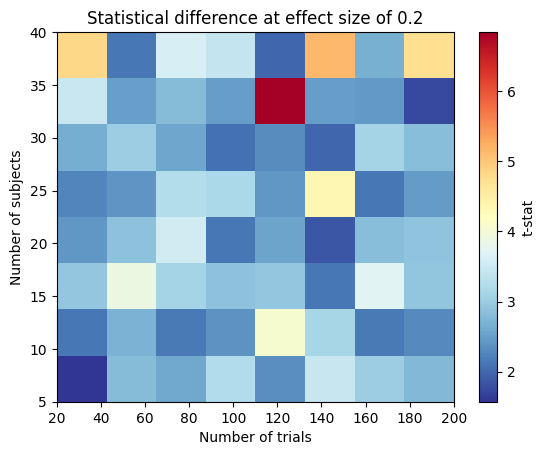 Statistical difference at effect size of 0.2
40
35
30
25
20
15
10
5
Number of subjects
20 40 60 80 100 120 140 160 180 200
Number of trials
6
5
4
3
2
t-stat